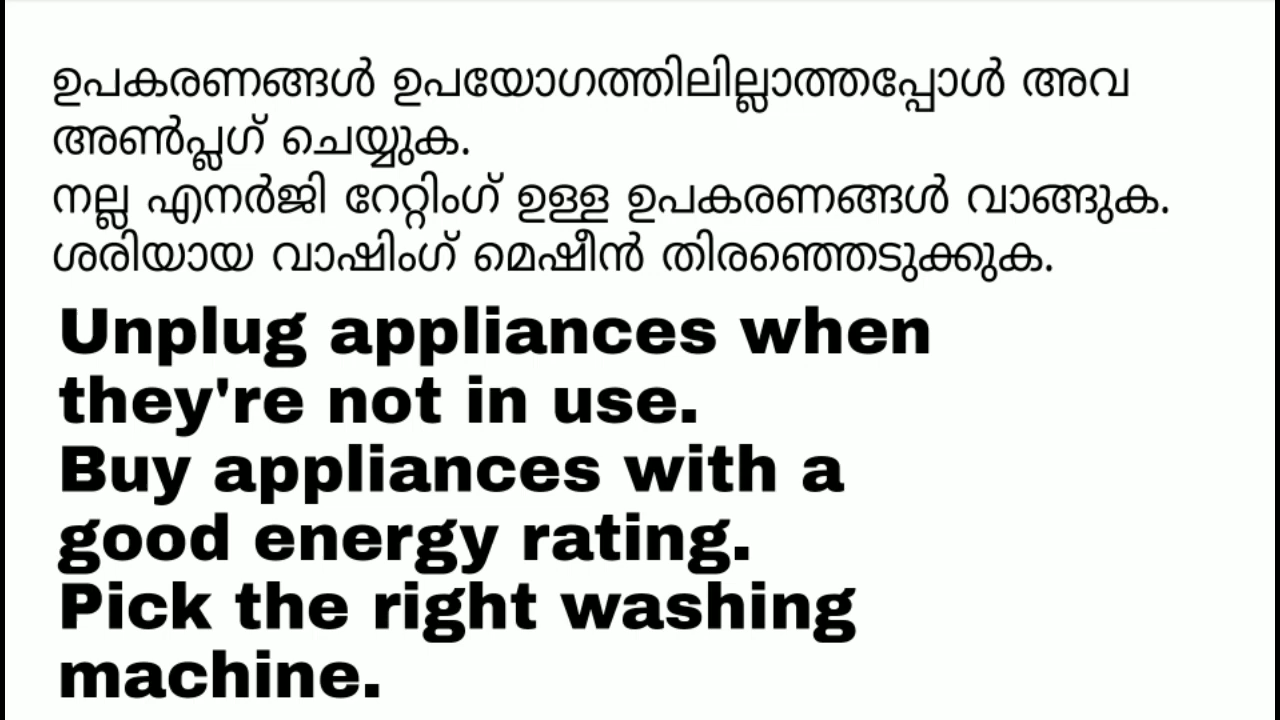 ഉപകരണങ്ങൾ ഉപയോഗത്തിലില്ലാത്തപ്പോൾ അവ
അൺപ്ലഗ് ചെയ്യുക.
നല്ല എനർജി റേറ്റിംഗ് ഉള്ള ഉപകരണങ്ങൾ വാങ്ങുക.
ശരിയായ വാഷിംഗ് മെഷീൻ തിരഞ്ഞെടുക്കുക.
Unplug appliances when
they're not in use.
Buy appliances with a
good energy rating.
Pick the right washing
machine.